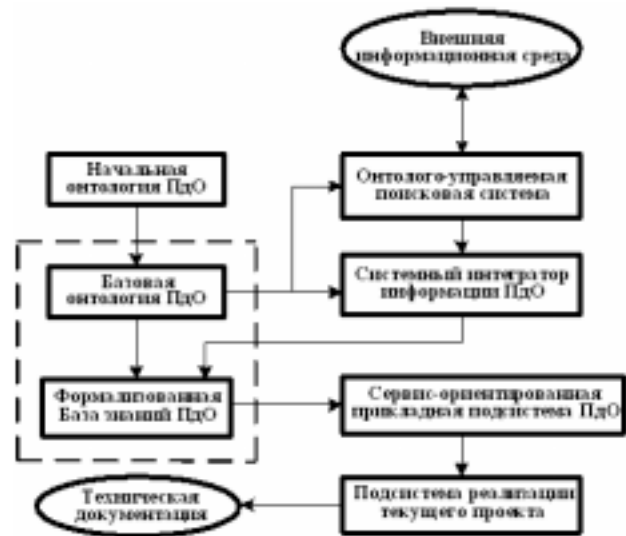 Внешняя
информационная среда
Начальная
онтология ПдО
Онтолого-управляемая
поисковая система
Базовая
онтология ПдО
Системный интегратор
информации ПдО
Формализованная
База знаний ПдО
Сервис-ориентированная
прикладная подсистема ПдО
Техническая
документация
Подсистема реализации
текущего проекта